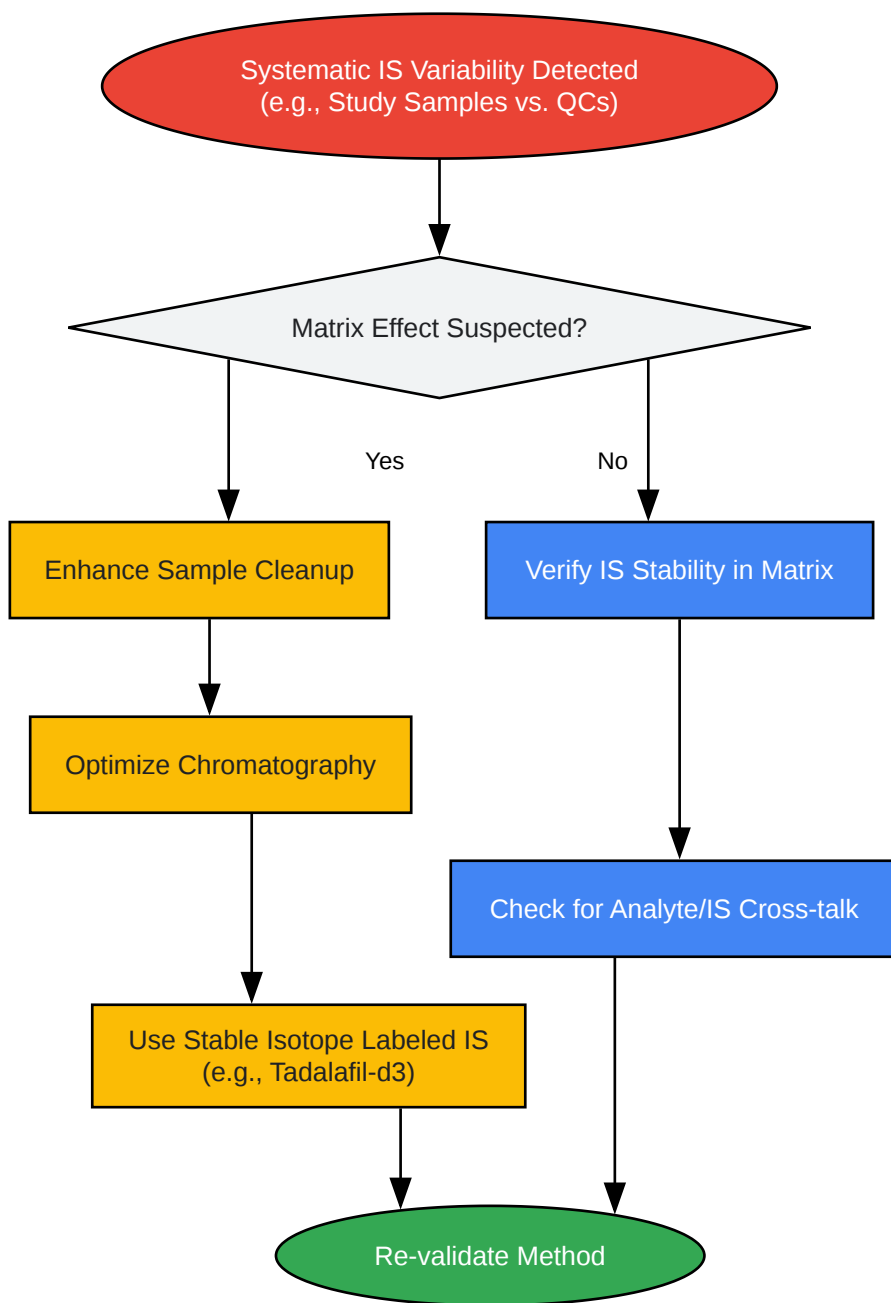 Systematic IS Variability Detected
(e.g., Study Samples vs. QCs)
Matrix Effect Suspected?
Yes
No
Enhance Sample Cleanup
Verify IS Stability in Matrix
Optimize Chromatography
Check for Analyte/IS Cross-talk
Use Stable Isotope Labeled IS
(e.g., Tadalafil-d3)
Re-validate Method